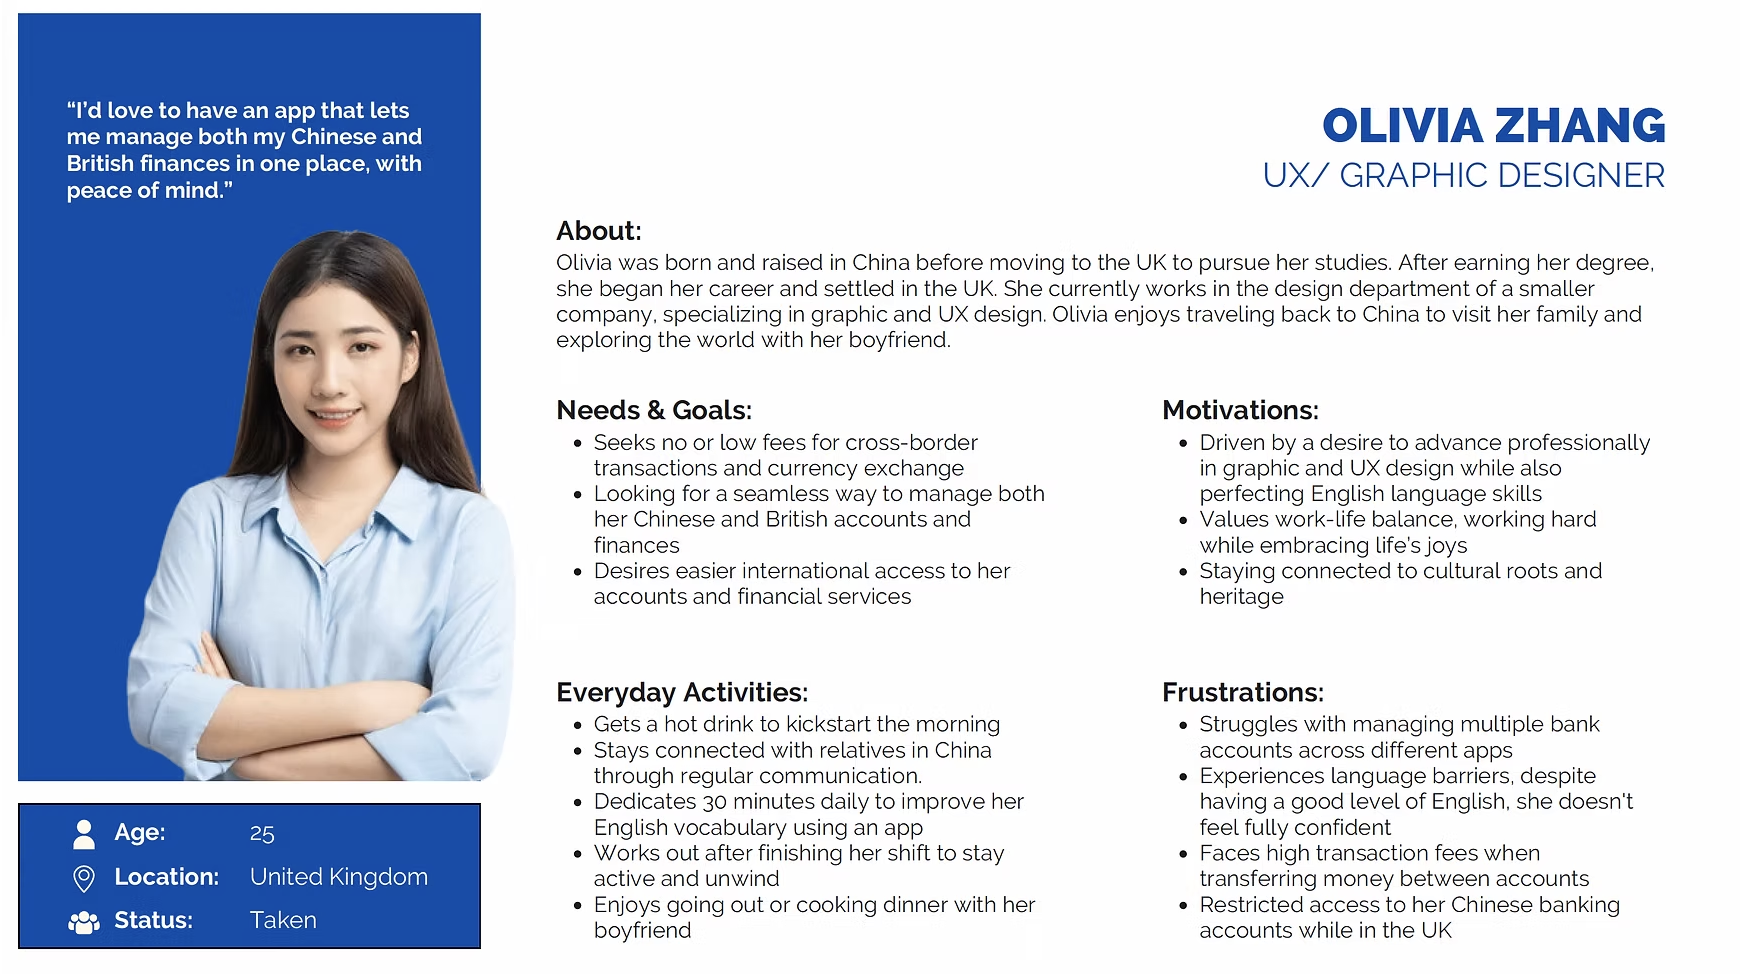 “I’d love to have an app that lets
me manage both my Chinese and
British finances in one place, with
peace of mind.”
OLIVIA ZHANG
UX/ GRAPHIC DESIGNER
About:
Olivia was born and raised in China before moving to the UK to pursue her studies. After earning her degree,
she began her career and settled in the UK. She currently works in the design department of a smaller
company, specializing in graphic and UX design. Olivia enjoys traveling back to China to visit her family and
exploring the world with her boyfriend.
Needs & Goals:
• Seeks no or low fees for cross-border
transactions and currency exchange
• Looking for a seamless way to manage both
her Chinese and British accounts and
finances
• Desires easier international access to her
accounts and financial services
Motivations:
• Driven by a desire to advance professionally
in graphic and UX design while also
perfecting English language skills
• Values work-life balance, working hard
while embracing life’s joys
• Staying connected to cultural roots and
heritage
Everyday Activities:
• Gets a hot drink to kickstart the morning
• Stays connected with relatives in China
through regular communication.
• Dedicates 30 minutes daily to improve her
English vocabulary using an app
• Works out after finishing her shift to stay
active and unwind
• Enjoys going out or cooking dinner with her
boyfriend
Frustrations:
• Struggles with managing multiple bank
accounts across different apps
• Experiences language barriers, despite
having a good level of English, she doesn't
feel fully confident
• Faces high transaction fees when
transferring money between accounts
• Restricted access to her Chinese banking
accounts while in the UK
Age: 25
Location: United Kingdom
Status: Taken